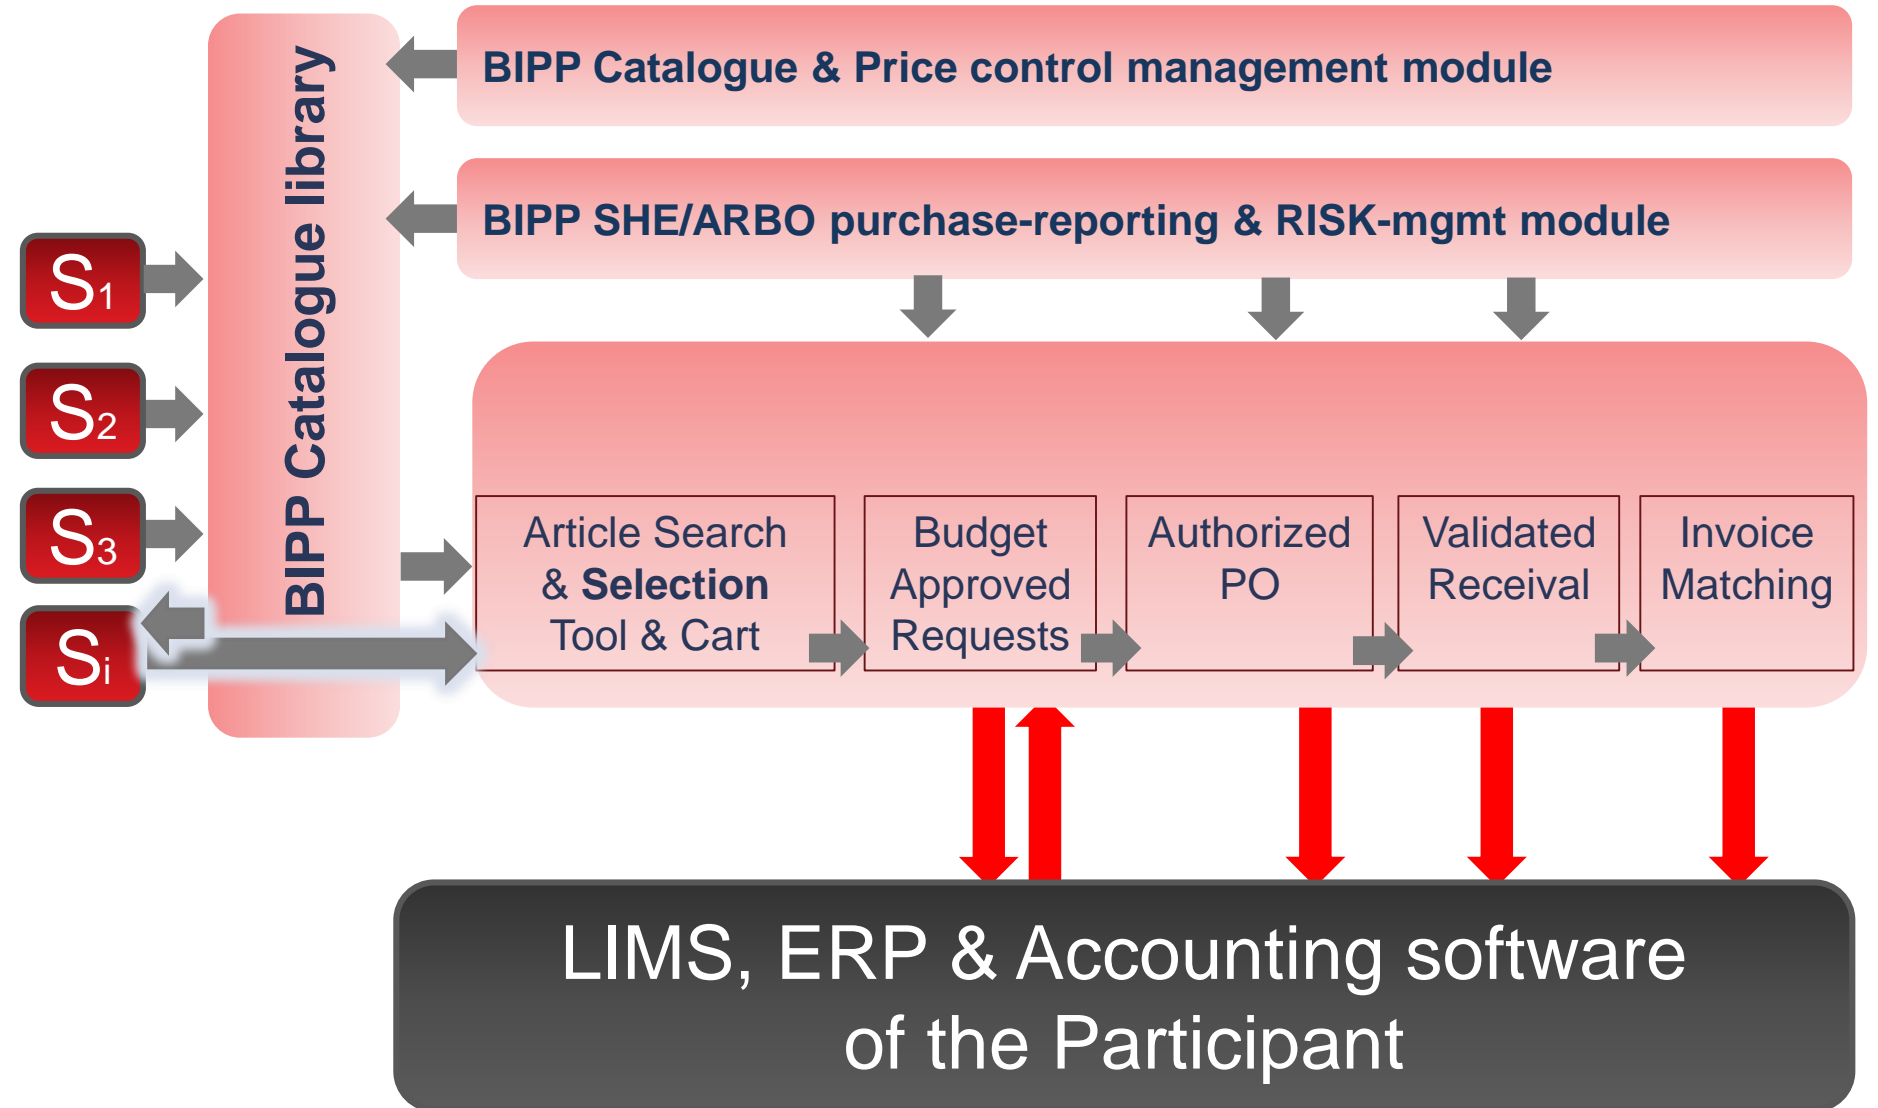 BIPP Catalogue & Price control management module
BIPP SHE/ARBO purchase-reporting & RISK-mgmt module
BIPP Catalogue library
S1
S2
S3
Si
Article Search
& Selection
Tool & Cart
Budget
Approved
Requests
Authorized
PO
Validated
Receival
Invoice
Matching
LIMS, ERP & Accounting software
of the Participant